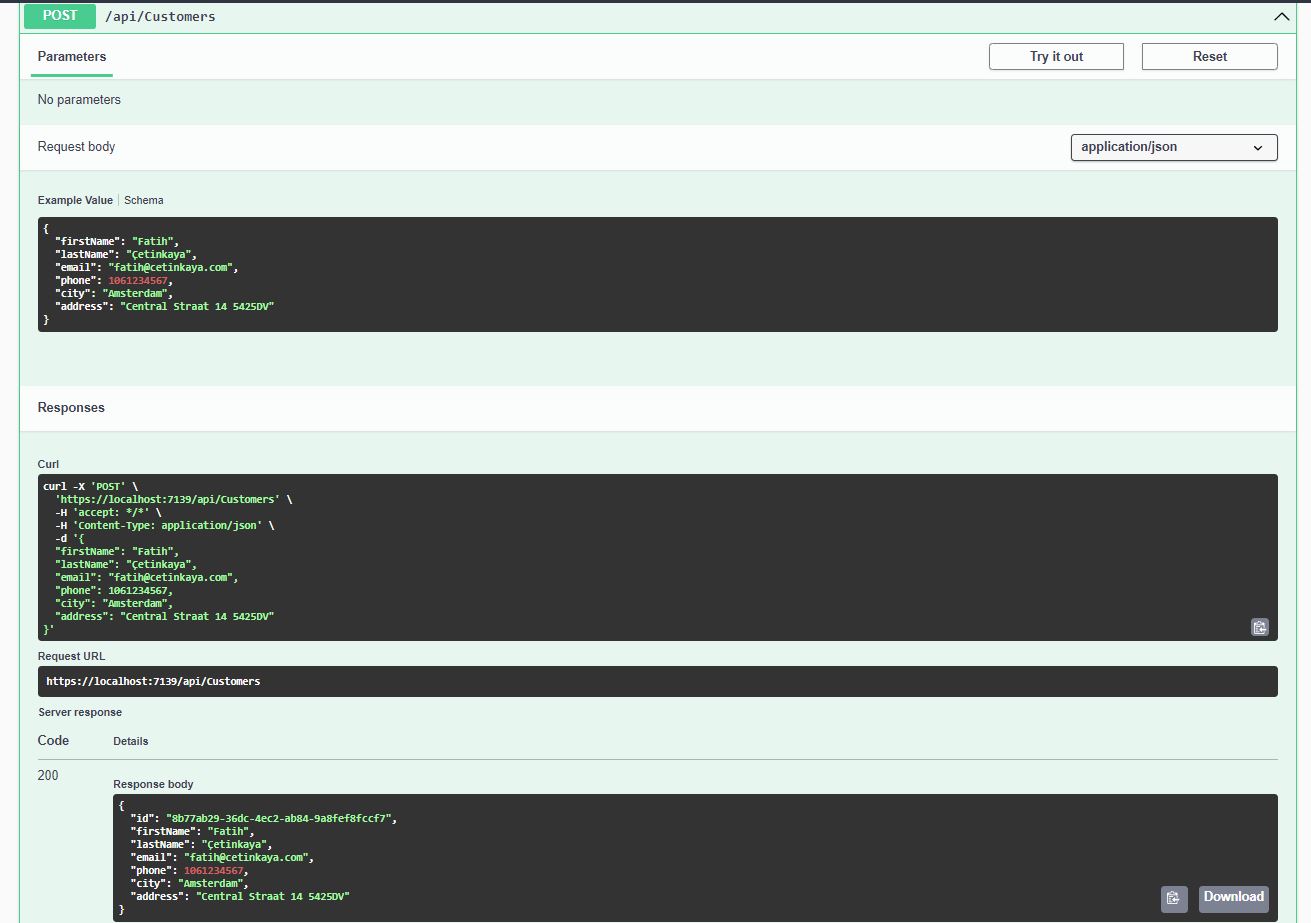 POST /api/Customers
Parameters Try it out Reset
No parameters
Request body application/json
Example Value Schema
{
  "firstName": "Fatih",
  "lastName": "Çetinkaya",
  "email": "fatih@cetinkaya.com",
  "phone": 1061234567,
  "city": "Amsterdam",
  "address": "Central Straat 14 5425DV"
}
Responses
Curl
curl -X 'POST' \
  'https://localhost:7139/api/Customers' \
  -H 'accept: */*' \
  -H 'Content-Type: application/json' \
  -d '{
  "firstName": "Fatih",
  "lastName": "Çetinkaya",
  "email": "fatih@cetinkaya.com",
  "phone": 1061234567,
  "city": "Amsterdam",
  "address": "Central Straat 14 5425DV"
}'
Request URL
https://localhost:7139/api/Customers
Server response
Code Details
200
Response body
{
  "id": "8b77ab29-36dc-4ec2-ab84-9a8fef8fccf7",
  "firstName": "Fatih",
  "lastName": "Çetinkaya",
  "email": "fatih@cetinkaya.com",
  "phone": 1061234567,
  "city": "Amsterdam",
  "address": "Central Straat 14 5425DV"
}
Download